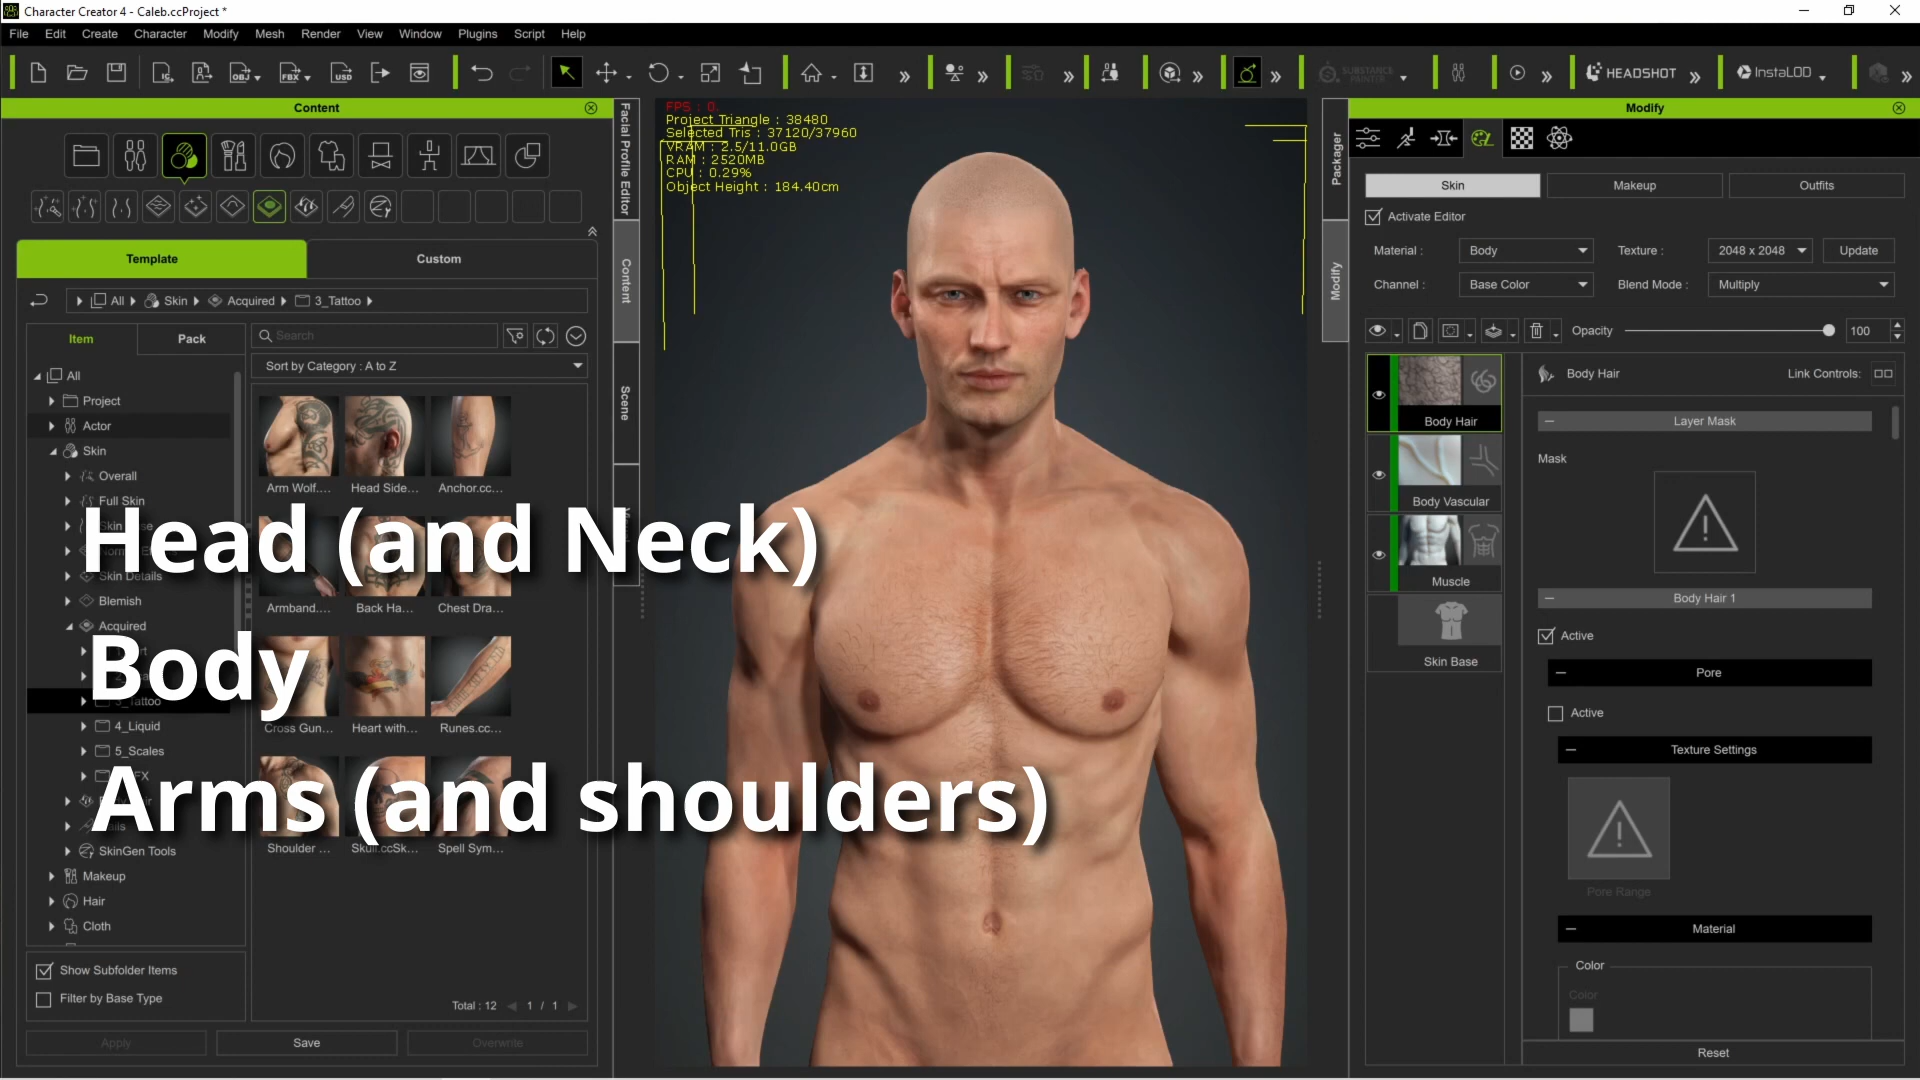 Character Creator 4 - Caleb.ccProject *
File Edit Create Character Modify Mesh Render View Window Plugins Script Help
SUBSTANCE PAINTER
HEADSHOT
InstaLOD
Content
Template
Custom
All Skin Acquired 3_Tattoo
Item
Pack
Search
Sort by Category : A to Z
All
Project
Actor
Skin
Overall
Full Skin
Skin Details
Blemish
Acquired
3_Tattoo
4_Liquid
5_Scales
SkinGen Tools
Makeup
Hair
Cloth
Arm Wolf....
Head Side...
Anchor.cc...
Armband....
Back Ha...
Chest Dra...
Cross Gun...
Heart with...
Runes.cc...
Shoulder ...
Skull.ccSk...
Spell Sym...
Show Subfolder Items
Filter by Base Type
Total : 12
1 / 1
Apply
Save
Overwrite
Facial Profile Editor
Content
Scene
FPS : 0.
Project Triangle : 38480
Selected Tris : 37120/37960
VRAM : 2.5/11.0GB
RAM : 2520MB
CPU : 0.29%
Object Height : 184.40cm
Head (and Neck)
Body
Arms (and shoulders)
Packager
Modify
Modify
Skin
Makeup
Outfits
Activate Editor
Material : Body
Texture : 2048 x 2048
Update
Channel : Base Color
Blend Mode : Multiply
Opacity 100
Body Hair
Body Vascular
Muscle
Skin Base
Body Hair
Link Controls:
Layer Mask
Mask
Body Hair 1
Active
Pore
Active
Texture Settings
Pore Range
Material
Color
Color
Reset